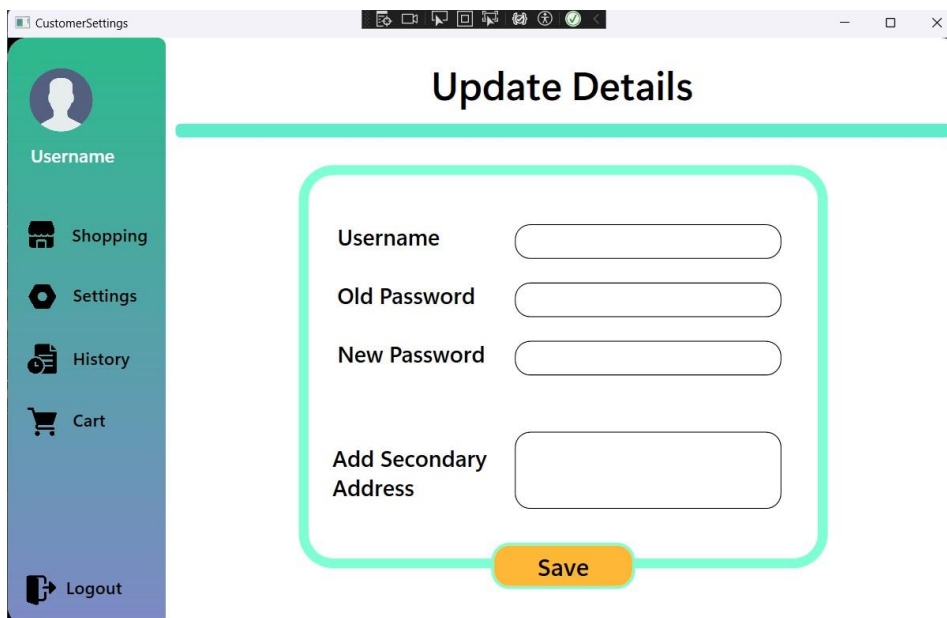 CustomerSettings
Update Details
Username
Shopping
Settings
History
Cart
Logout
Username
Old Password
New Password
Add Secondary
Address
Save